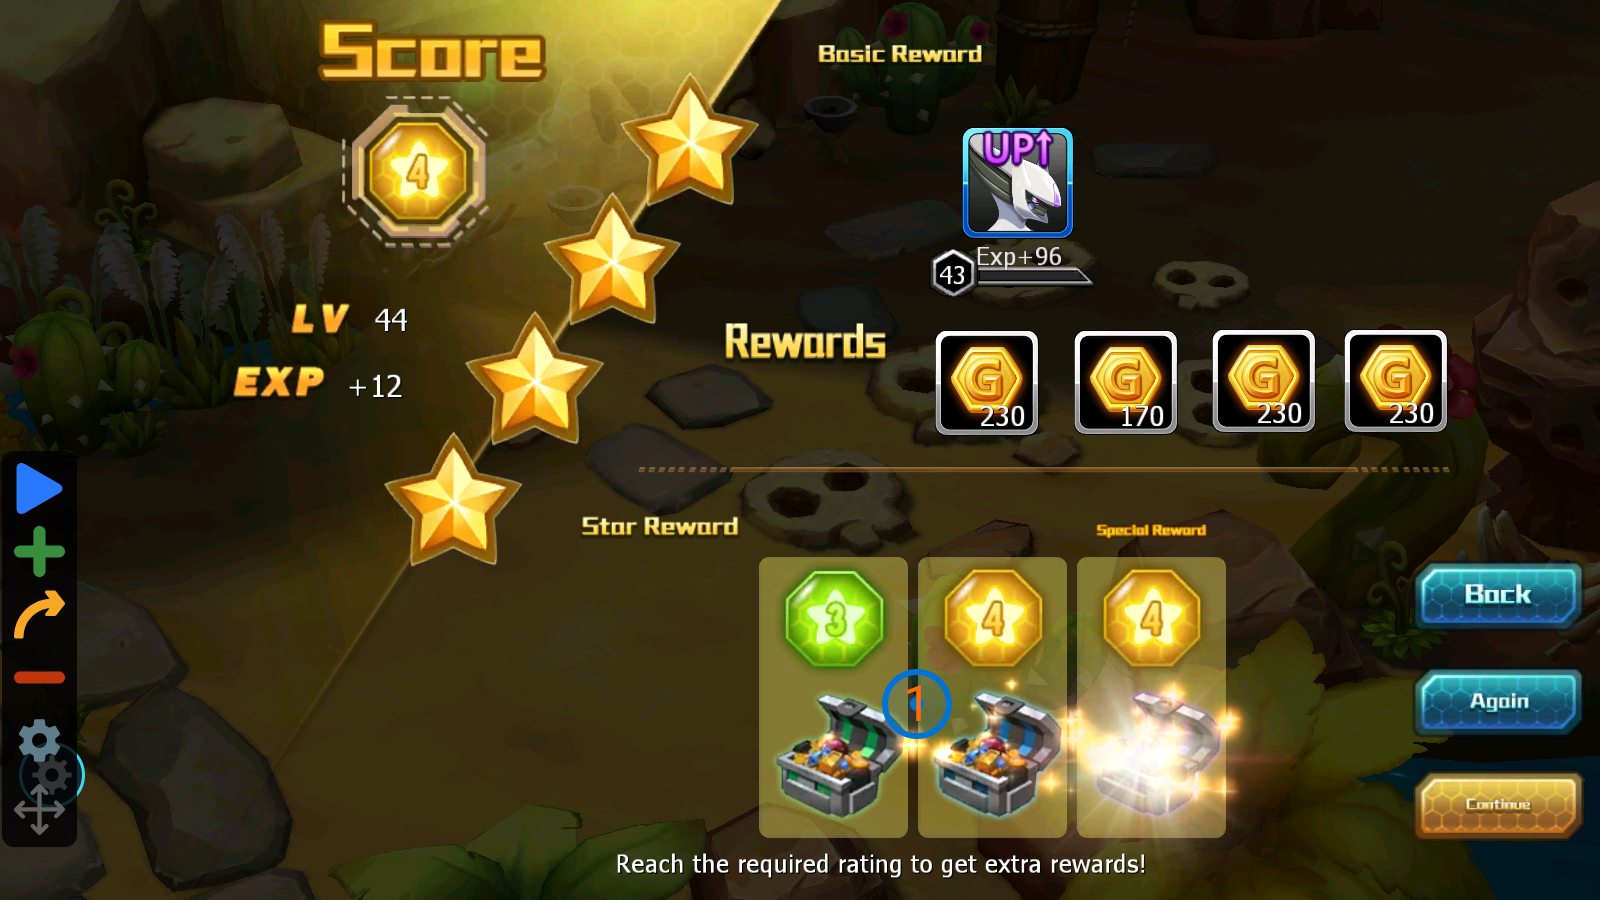 Score
4
LV 44
EXP +12
Basic Reward
UP↑
43
Exp+96
Rewards
G 230
G 170
G 230
G 230
Star Reward
Special Reward
3
4
4
1
Back
Again
Continue
Reach the required rating to get extra rewards!